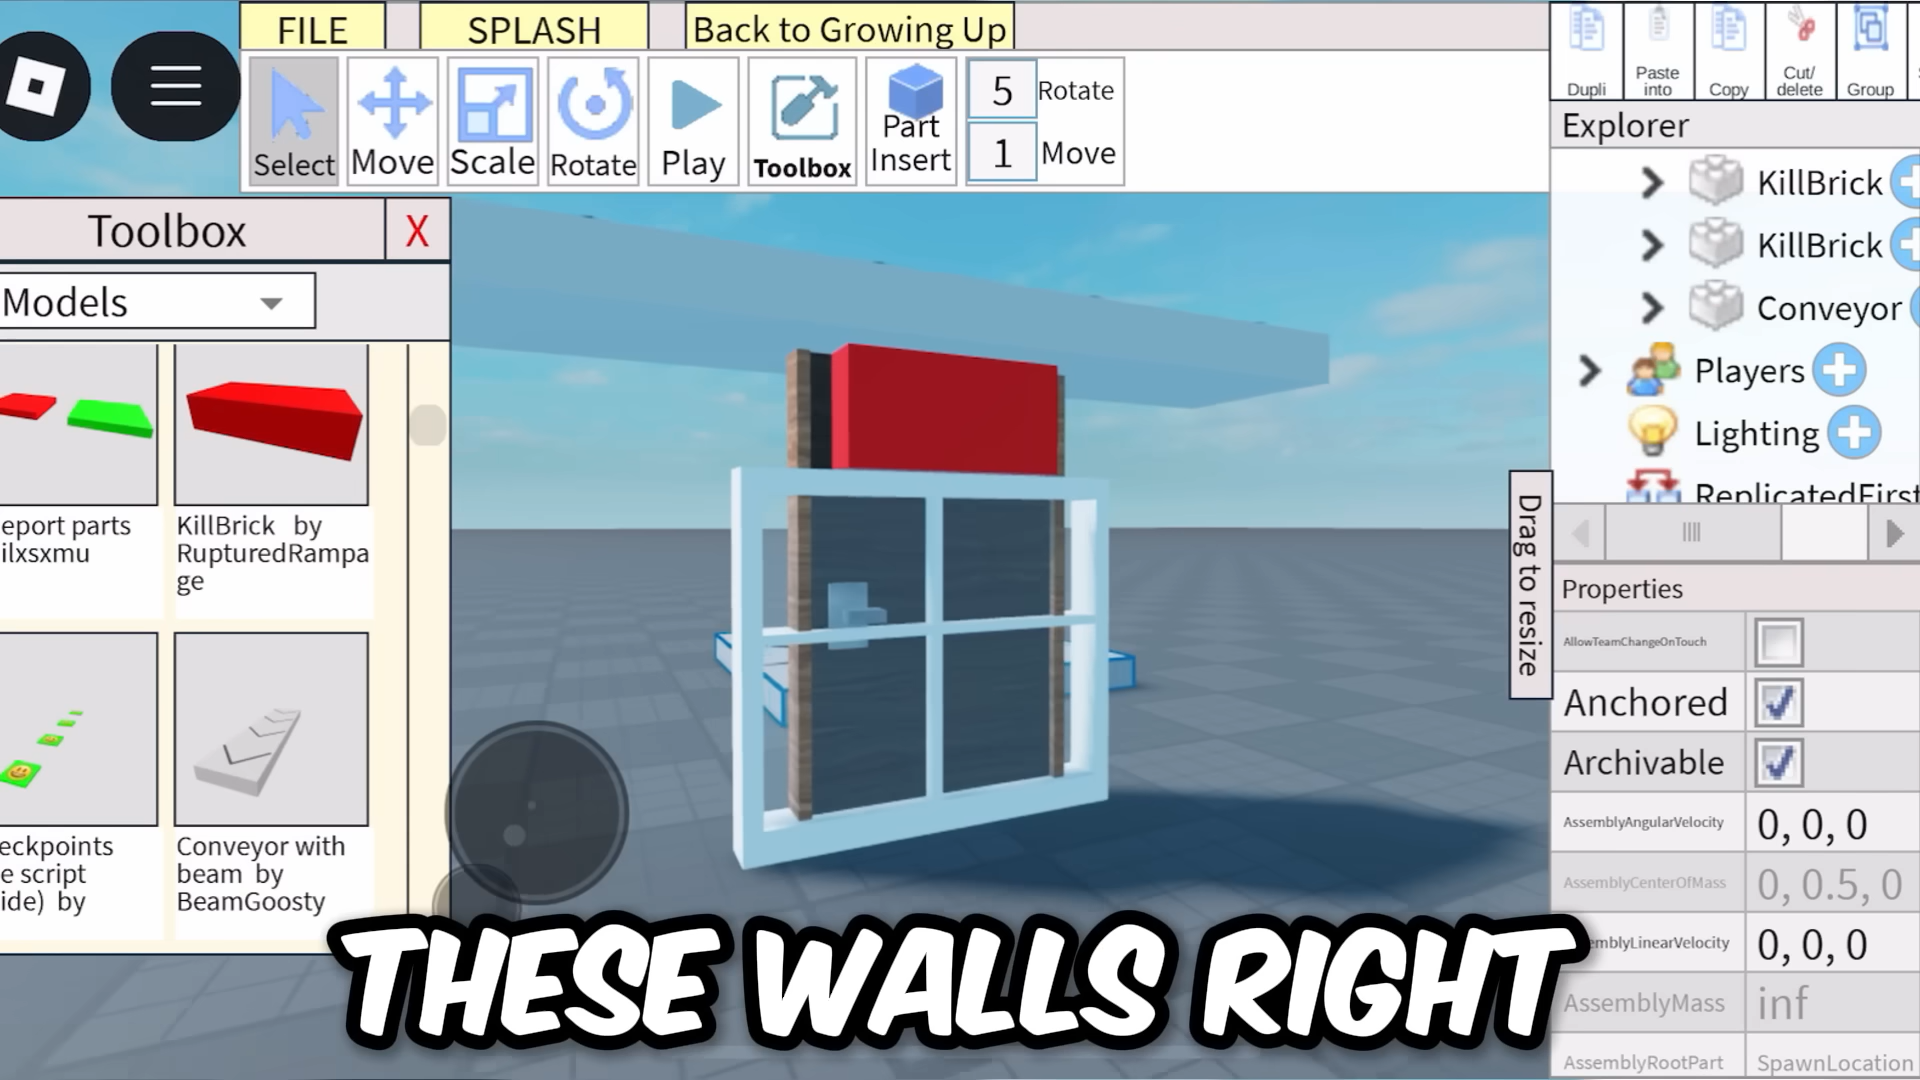 FILE
SPLASH
Back to Growing Up
Select
Move
Scale
Rotate
Play
Toolbox
Part
Insert
5
Rotate
1
Move
Dupli
Paste
into
Copy
Cut/
delete
Group
Explorer
KillBrick
KillBrick
Conveyor
Players
Lighting
ReplicatedFirst
Toolbox
X
Models
eport parts
ilxsxmu
KillBrick by
RupturedRampa
ge
eckpoints
e script
ide) by
Conveyor with
beam by
BeamGoosty
Drag to resize
Properties
AllowTeamChangeOnTouch
Anchored
Archivable
AssemblyAngularVelocity
0, 0, 0
AssemblyCenterOfMass
0, 0.5, 0
emblyLinearVelocity
0, 0, 0
AssemblyMass
inf
AssemblyRootPart
SpawnLocation
THESE WALLS RIGHT